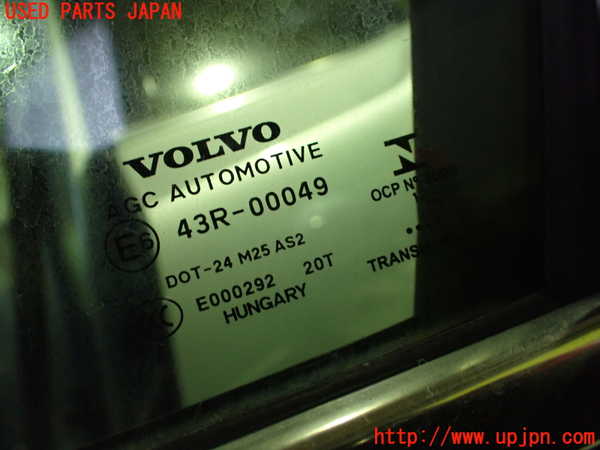 USED PARTS JAPAN
VOLVO
AGC AUTOMOTIVE
43R-00049
E6
DOT-24 M25 AS2
E000292 20T
HUNGARY
OCP
http://www.upjpn.com